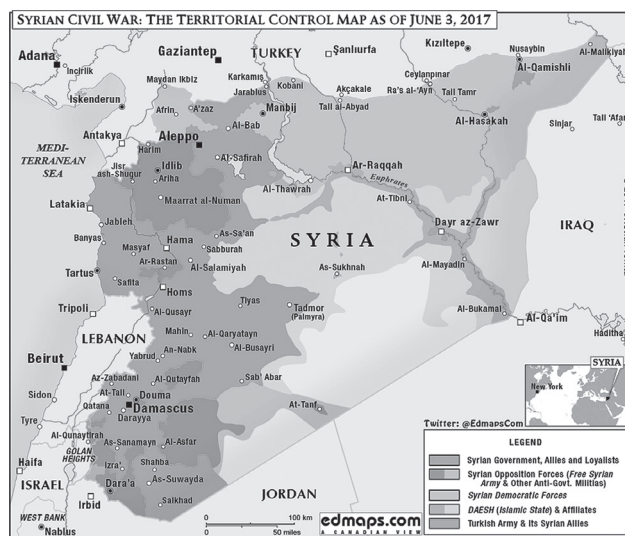 SYRIAN CIVIL WAR: THE TERRITORIAL CONTROL MAP AS OF JUNE 3, 2017
Adana
Incirlik
Gaziantep
TURKEY
Şanlıurfa
Kızıltepe
Nusaybin
Al-Qamishli
Al-Malikiyah
Iskenderun
Maydan Ikbiz
Karkamış
Jarablus
Kobani
Akçakale
Tall al-Abyad
Ceylanpınar
Ra's al-'Ayn
Tall Tamr
Afrin
A'zaz
Manbij
Al-Hasakah
Sinjar
Tall 'Afar
Antakya
Aleppo
Al-Bab
MEDI-
TERRANEAN
SEA
Harim
Jisr
ash-Shugur
Idlib
Ariha
Al-Safirah
Ar-Raqqah
Euphrates
Al-Thawrah
At-Tibni
Maarrat al-Numan
Latakia
Jableh
Banyas
Hama
As-Sa'an
Sabburah
SYRIA
Dayr az-Zawr
IRAQ
Masyaf
Ar-Rastan
Al-Salamiyah
As-Sukhnah
Al-Mayadin
Tartus
Safita
Homs
Tripoli
Al-Qusayr
Tiyas
Tadmor
(Palmyra)
Al-Bukamal
Al-Qa'im
Haditha
LEBANON
Mahin
Al-Qaryatayn
Al-Busayri
Yabrud
An-Nabk
Beirut
Az-Zabadani
Al-Qutayfah
Sab' Abar
SYRIA
New York
At-Tall
Douma
Damascus
Sidon
Qatana
Darayya
At-Tanf
Tyre
Al-Qunaytirah
GOLAN
HEIGHTS
As-Sanamayn
Al-Asfar
Twitter: @EdmapsCom
Haifa
Izra'
Shahba
ISRAEL
Dara'a
As-Suwayda
Salkhad
Irbid
JORDAN
WEST BANK
Nablus
0
100 km
0
50 miles
edmaps.com
A CANADIAN VIEW
LEGEND
Syrian Government, Allies and Loyalists
Syrian Opposition Forces (Free Syrian
Army & Other Anti-Govt. Militias)
Syrian Democratic Forces
DAESH (Islamic State) & Affiliates
Turkish Army & Its Syrian Allies